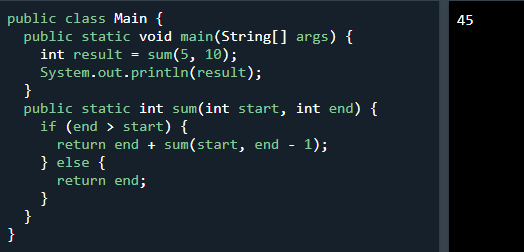 public class Main {
  public static void main(String[] args) {
    int result = sum(5, 10);
    System.out.println(result);
  }
  public static int sum(int start, int end) {
    if (end > start) {
      return end + sum(start, end - 1);
    } else {
      return end;
    }
  }
}
45